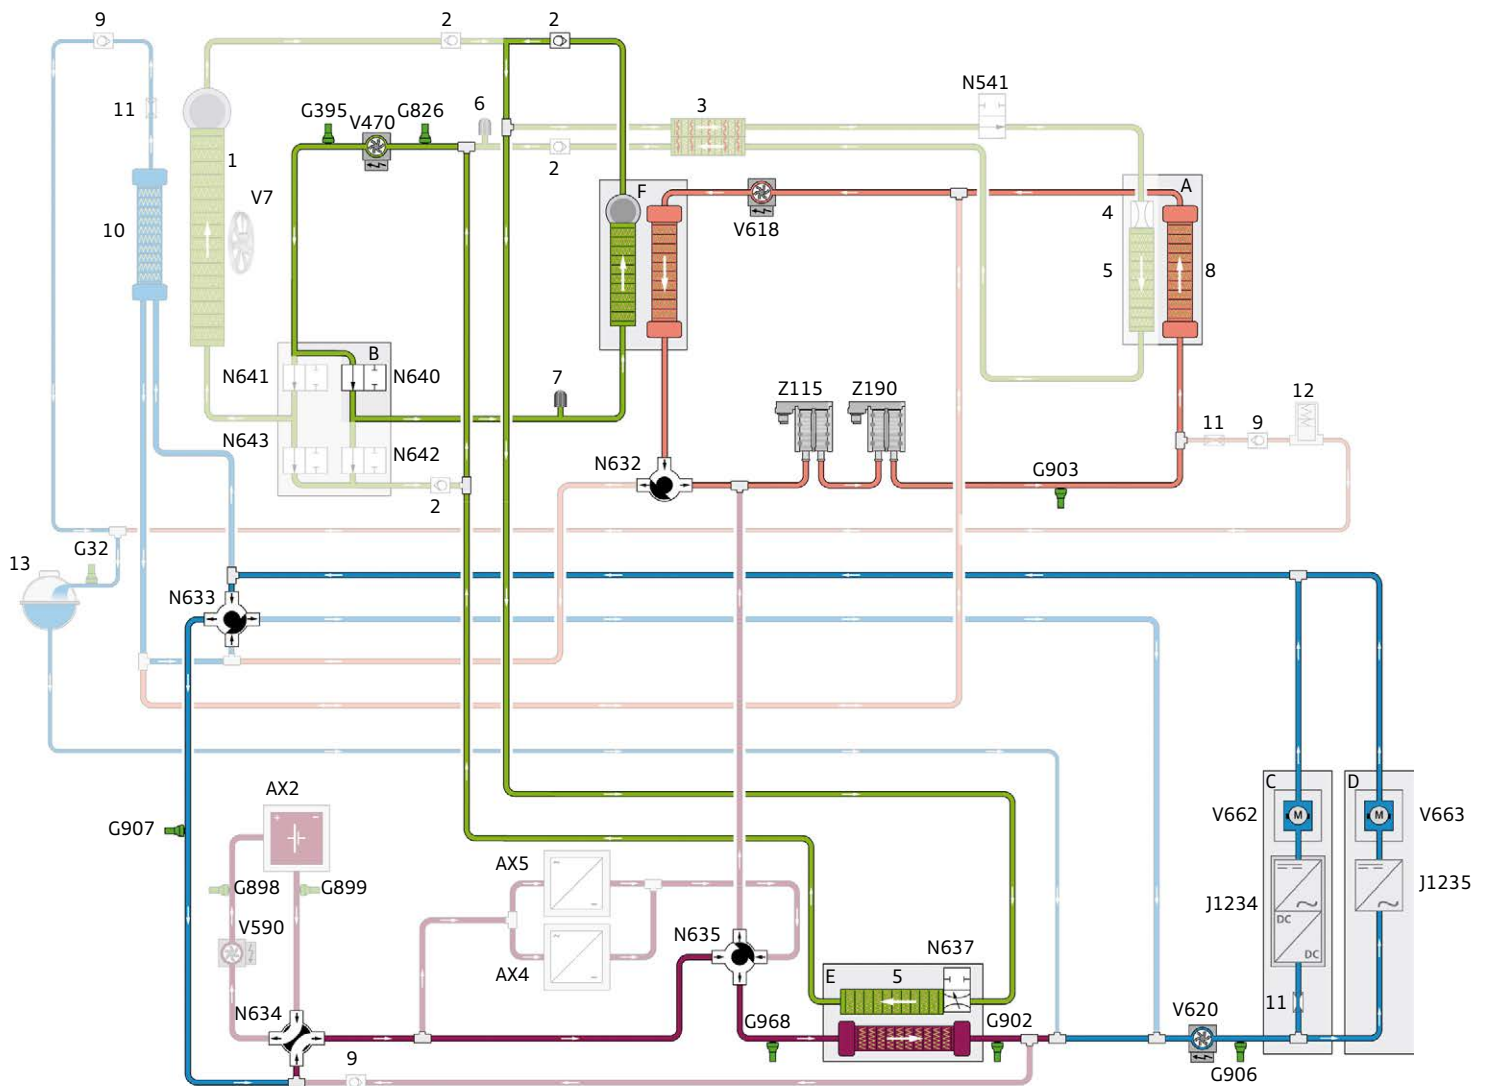 9
2
2
N541
11
G395
V470
G826
6
3
1
2
V7
F
A
10
V618
4
5
8
B
N641
N640
7
Z115
Z190
12
N643
N642
11
9
N632
G903
2
13
G32
N633
C
D
AX2
V662
M
M
V663
G907
+ −
AX5
G898
G899
J1234
J1235
DC
V590
N635
N637
AX4
E
5
DC
11
N634
G968
G902
V620
9
G906